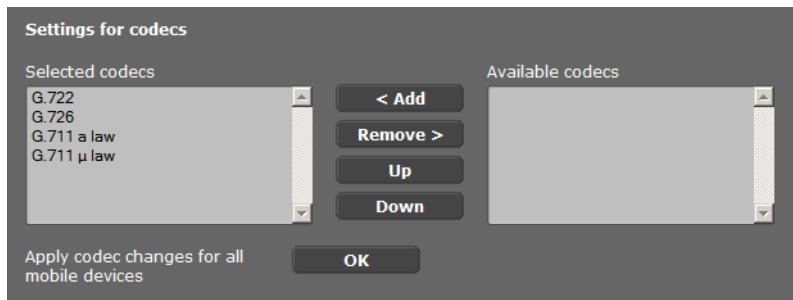 Settings for codecs
Selected codecs
Available codecs
G.722
G.726
G.711 a law
G.711 µ law
< Add
Remove >
Up
Down
Apply codec changes for all
mobile devices
OK